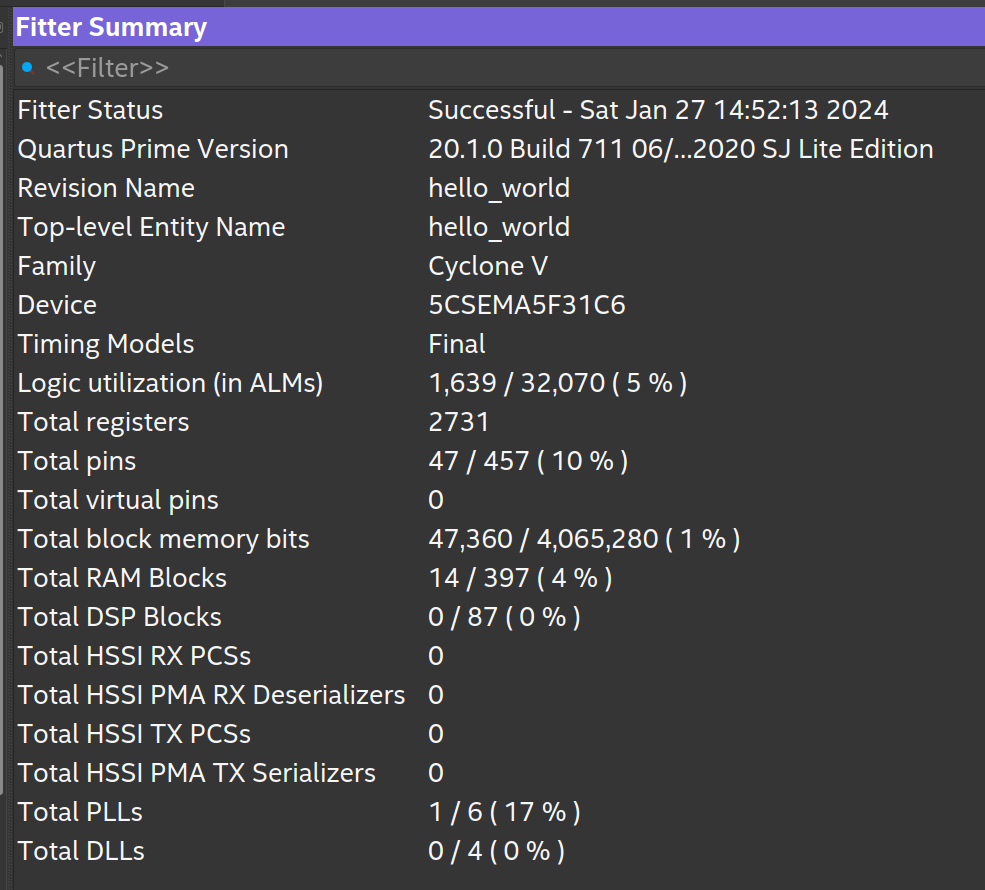 Fitter Summary
<<Filter>>
Fitter Status Successful - Sat Jan 27 14:52:13 2024
Quartus Prime Version 20.1.0 Build 711 06/...2020 SJ Lite Edition
Revision Name hello_world
Top-level Entity Name hello_world
Family Cyclone V
Device 5CSEMA5F31C6
Timing Models Final
Logic utilization (in ALMs) 1,639 / 32,070 ( 5 % )
Total registers 2731
Total pins 47 / 457 ( 10 % )
Total virtual pins 0
Total block memory bits 47,360 / 4,065,280 ( 1 % )
Total RAM Blocks 14 / 397 ( 4 % )
Total DSP Blocks 0 / 87 ( 0 % )
Total HSSI RX PCSs 0
Total HSSI PMA RX Deserializers 0
Total HSSI TX PCSs 0
Total HSSI PMA TX Serializers 0
Total PLLs 1 / 6 ( 17 % )
Total DLLs 0 / 4 ( 0 % )